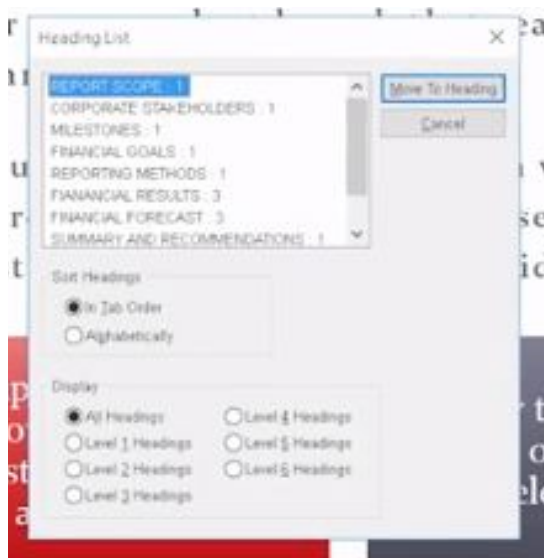 Heading List
REPORT SCOPE : 1
CORPORATE STAKEHOLDERS : 1
MILESTONES : 1
FINANCIAL GOALS : 1
REPORTING METHODS : 1
FIANANCIAL RESULTS : 3
FINANCIAL FORECAST : 3
SUMMARY AND RECOMMENDATIONS : 1
Move To Heading
Cancel
Sort Headings
In Tab Order
Alphabetically
Display
All Headings
Level 1 Headings
Level 2 Headings
Level 3 Headings
Level 4 Headings
Level 5 Headings
Level 6 Headings